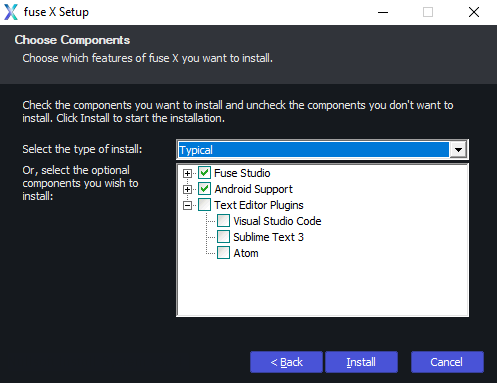 fuse X Setup
Choose Components
Choose which features of fuse X you want to install.
Check the components you want to install and uncheck the components you don't want to
install. Click Install to start the installation.
Select the type of install:
Typical
Or, select the optional
components you wish to
install:
Fuse Studio
Android Support
Text Editor Plugins
Visual Studio Code
Sublime Text 3
Atom
< Back
Install
Cancel